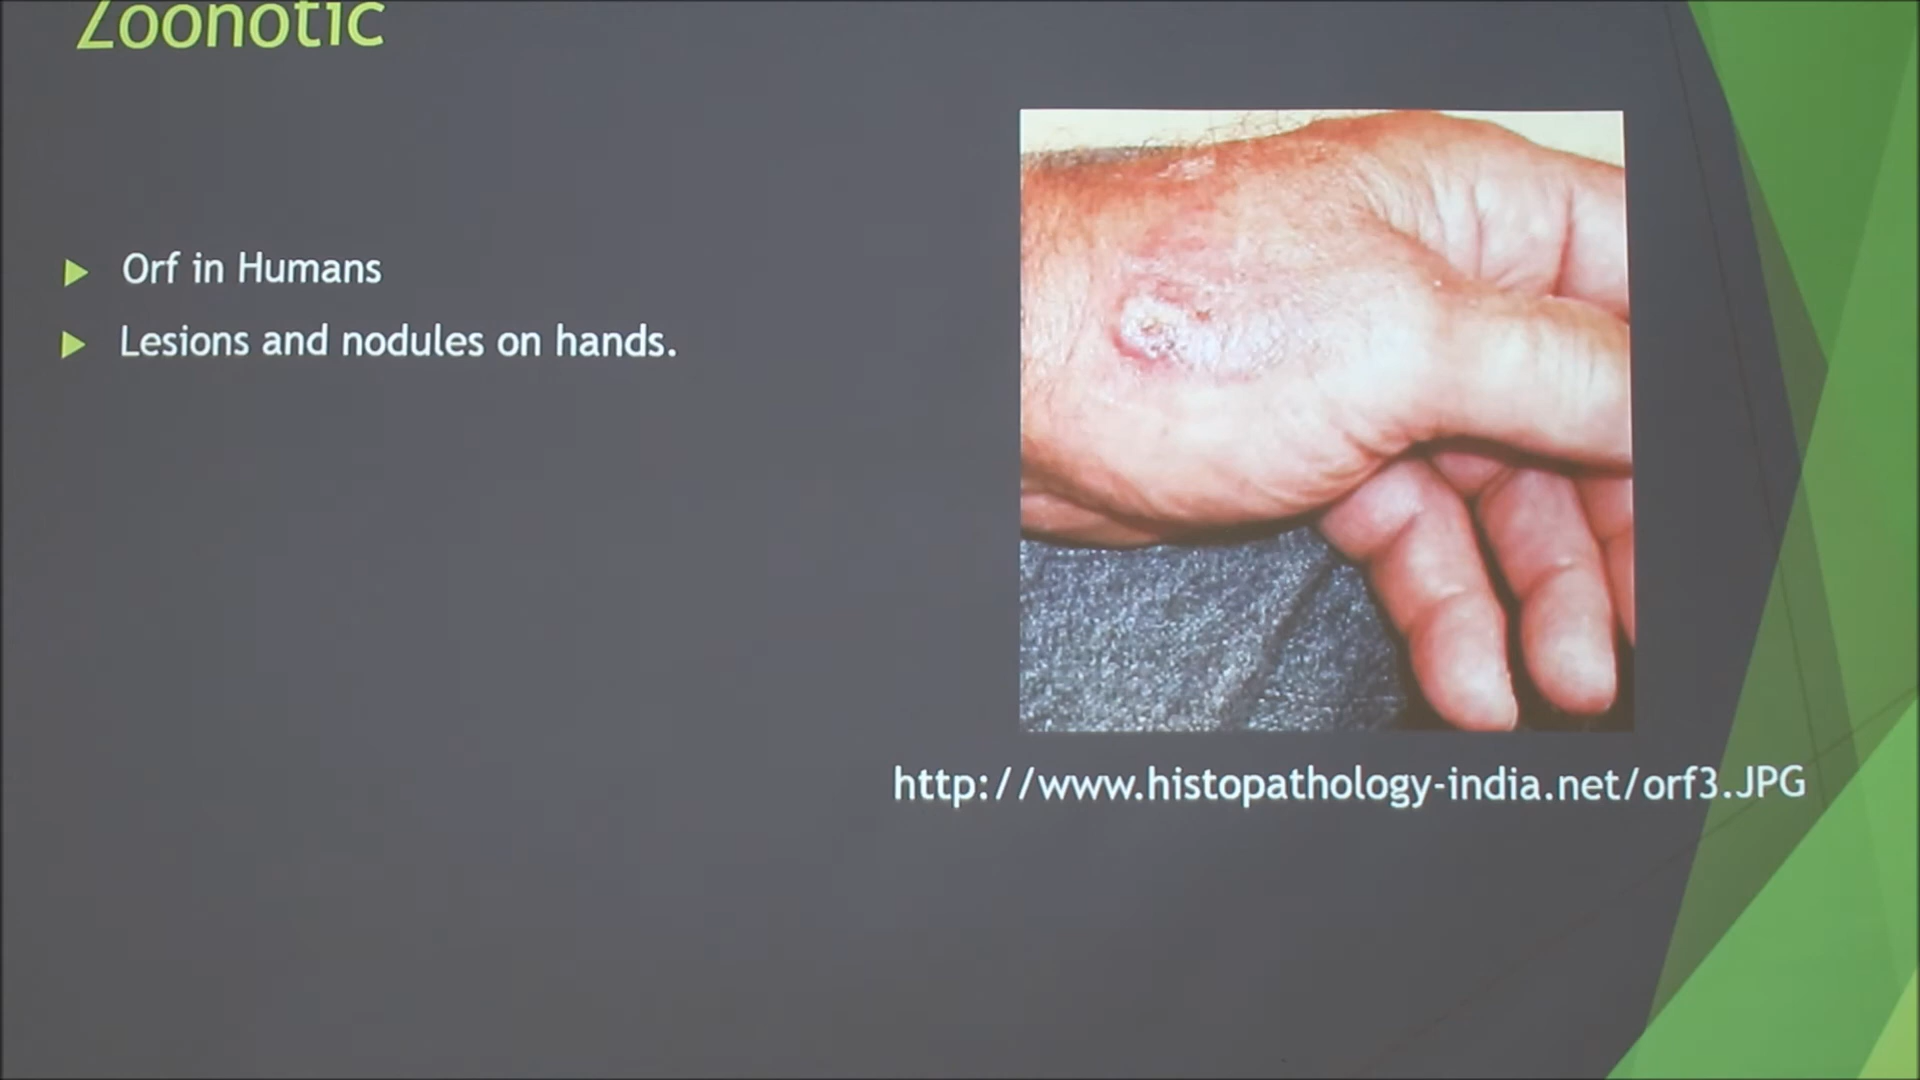 Zoonotic
Orf in Humans
Lesions and nodules on hands.
http://www.histopathology-india.net/orf3.JPG